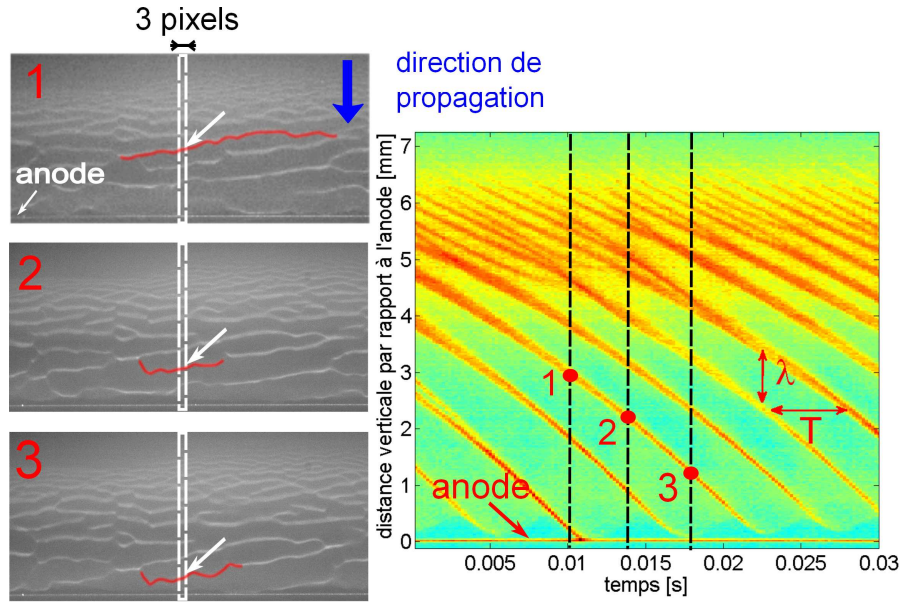 3 pixels
1
anode
2
3
direction de
propagation
distance verticale par rapport à l'anode [mm]
7
6
5
4
3
2
1
0
1
2
3
λ
T
anode
0.005
0.01
0.015
0.02
0.025
0.03
temps [s]